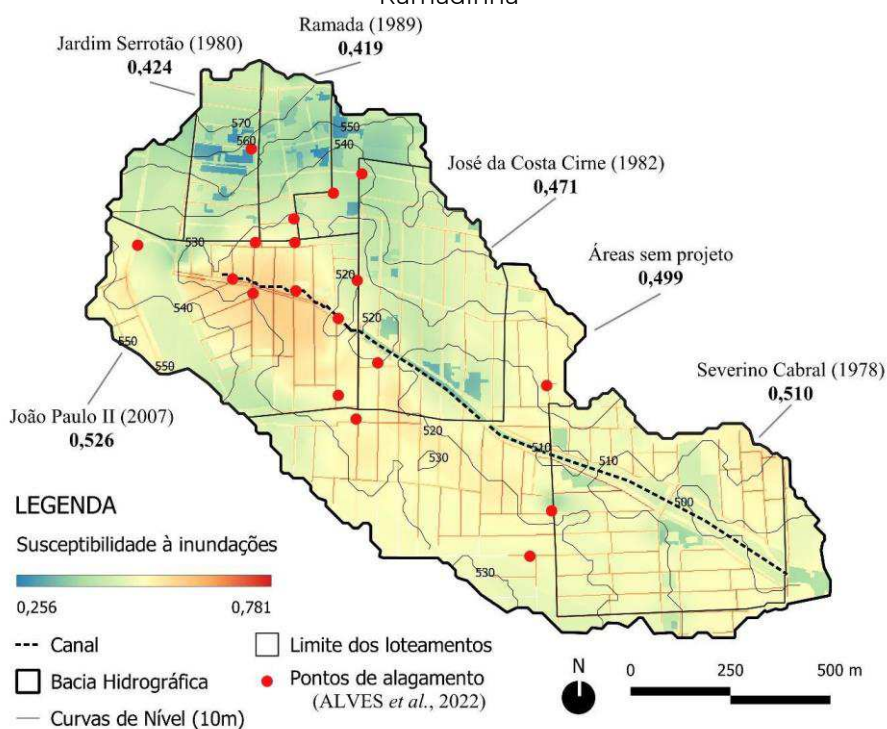 Ramadinha
Ramada (1989)
0,419
Jardim Serrotão (1980)
0,424
José da Costa Cirne (1982)
0,471
Áreas sem projeto
0,499
Severino Cabral (1978)
0,510
João Paulo II (2007)
0,526
570
560
550
540
530
540
550
550
520
520
520
530
510
510
500
530
LEGENDA
Susceptibilidade à inundações
0,256
0,781
Canal
Bacia Hidrográfica
Curvas de Nível (10m)
Limite dos loteamentos
Pontos de alagamento
(ALVES et al., 2022)
N
0
250
500 m